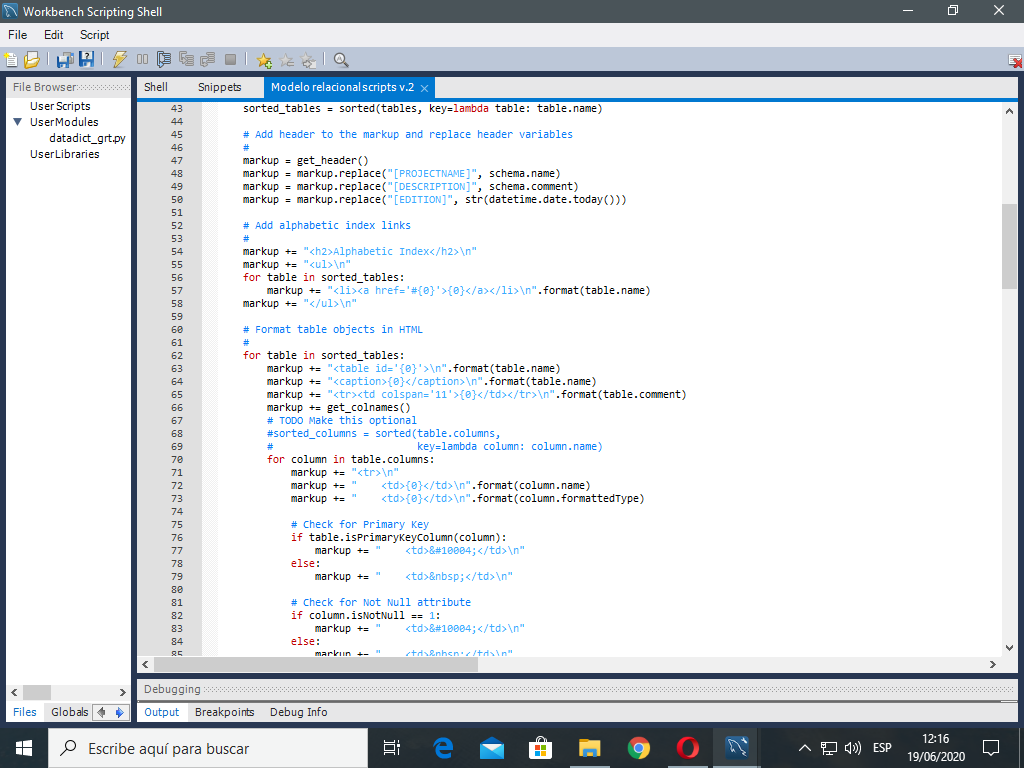 Workbench Scripting Shell
File Edit Script
File Browser
User Scripts
User Modules
datadict_grt.py
User Libraries
Shell Snippets Modelo relacional scripts v.2 ×
43 sorted_tables = sorted(tables, key=lambda table: table.name)
44
45 # Add header to the markup and replace header variables
46 #
47 markup = get_header()
48 markup = markup.replace("[PROJECTNAME]", schema.name)
49 markup = markup.replace("[DESCRIPTION]", schema.comment)
50 markup = markup.replace("[EDITION]", str(datetime.date.today()))
51
52 # Add alphabetic index links
53 #
54 markup += "<h2>Alphabetic Index</h2>\n"
55 markup += "<ul>\n"
56 for table in sorted_tables:
57 markup += "<li><a href='#{0}'>{0}</a></li>\n".format(table.name)
58 markup += "</ul>\n"
59
60 # Format table objects in HTML
61 #
62 for table in sorted_tables:
63 markup += "<table id='{0}'>\n".format(table.name)
64 markup += "<caption>{0}</caption>\n".format(table.name)
65 markup += "<tr><td colspan='11'>{0}</td></tr>\n".format(table.comment)
66 markup += get_colnames()
67 # TODO Make this optional
68 #sorted_columns = sorted(table.columns,
69 # key=lambda column: column.name)
70 for column in table.columns:
71 markup += "<tr>\n"
72 markup += " <td>{0}</td>\n".format(column.name)
73 markup += " <td>{0}</td>\n".format(column.formattedType)
74
75 # Check for Primary Key
76 if table.isPrimaryKeyColumn(column):
77 markup += " <td>&#10004;</td>\n"
78 else:
79 markup += " <td>&nbsp;</td>\n"
80
81 # Check for Not Null attribute
82 if column.isNotNull == 1:
83 markup += " <td>&#10004;</td>\n"
84 else:
85 markup += " <td>&nbsp;</td>\n"
Debugging
Files Globals Output Breakpoints Debug Info
Escribe aquí para buscar
ESP
12:16
19/06/2020